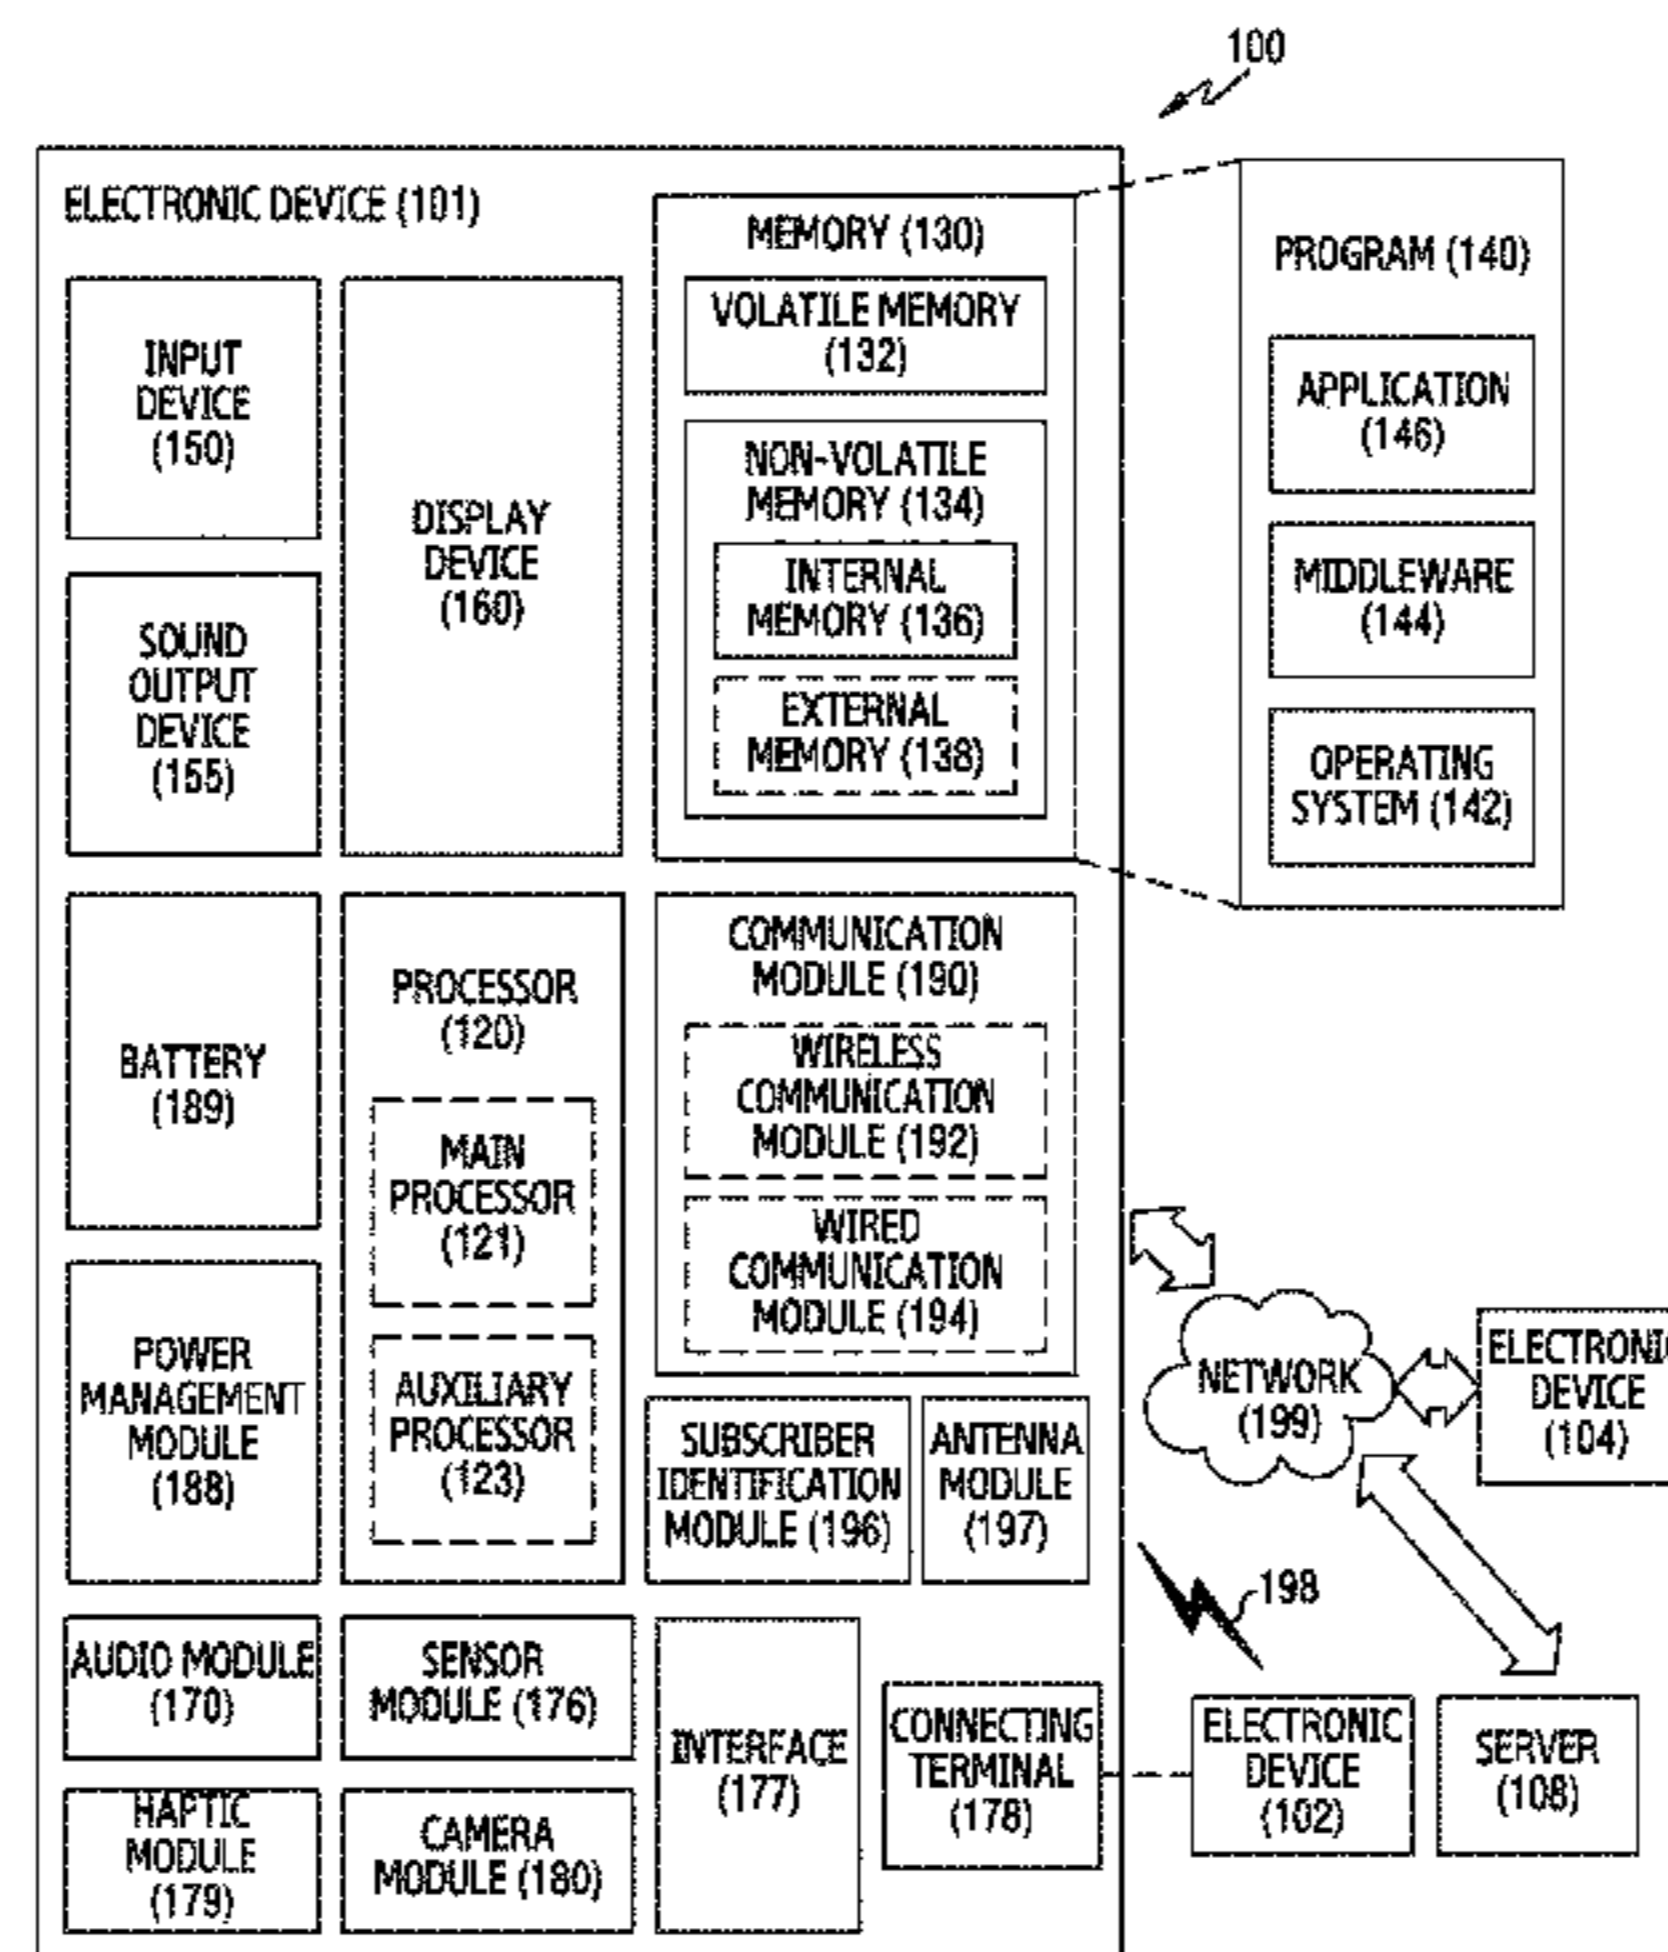 100
ELECTRONIC DEVICE (101)
INPUT
DEVICE
(150)
SOUND
OUTPUT
DEVICE
(155)
DISPLAY
DEVICE
(160)
MEMORY (130)
VOLATILE MEMORY
(132)
NON-VOLATILE
MEMORY (134)
INTERNAL
MEMORY (136)
EXTERNAL
MEMORY (138)
PROGRAM (140)
APPLICATION
(146)
MIDDLEWARE
(144)
OPERATING
SYSTEM (142)
BATTERY
(189)
POWER
MANAGEMENT
MODULE
(188)
PROCESSOR
(120)
MAIN
PROCESSOR
(121)
AUXILIARY
PROCESSOR
(123)
COMMUNICATION
MODULE (190)
WIRELESS
COMMUNICATION
MODULE (192)
WIRED
COMMUNICATION
MODULE (194)
SUBSCRIBER
IDENTIFICATION
MODULE (196)
ANTENNA
MODULE
(197)
NETWORK
(199)
ELECTRONIC
DEVICE
(104)
198
AUDIO MODULE
(170)
SENSOR
MODULE (176)
INTERFACE
(177)
CONNECTING
TERMINAL
(178)
ELECTRONIC
DEVICE
(102)
SERVER
(108)
HAPTIC
MODULE
(179)
CAMERA
MODULE (180)